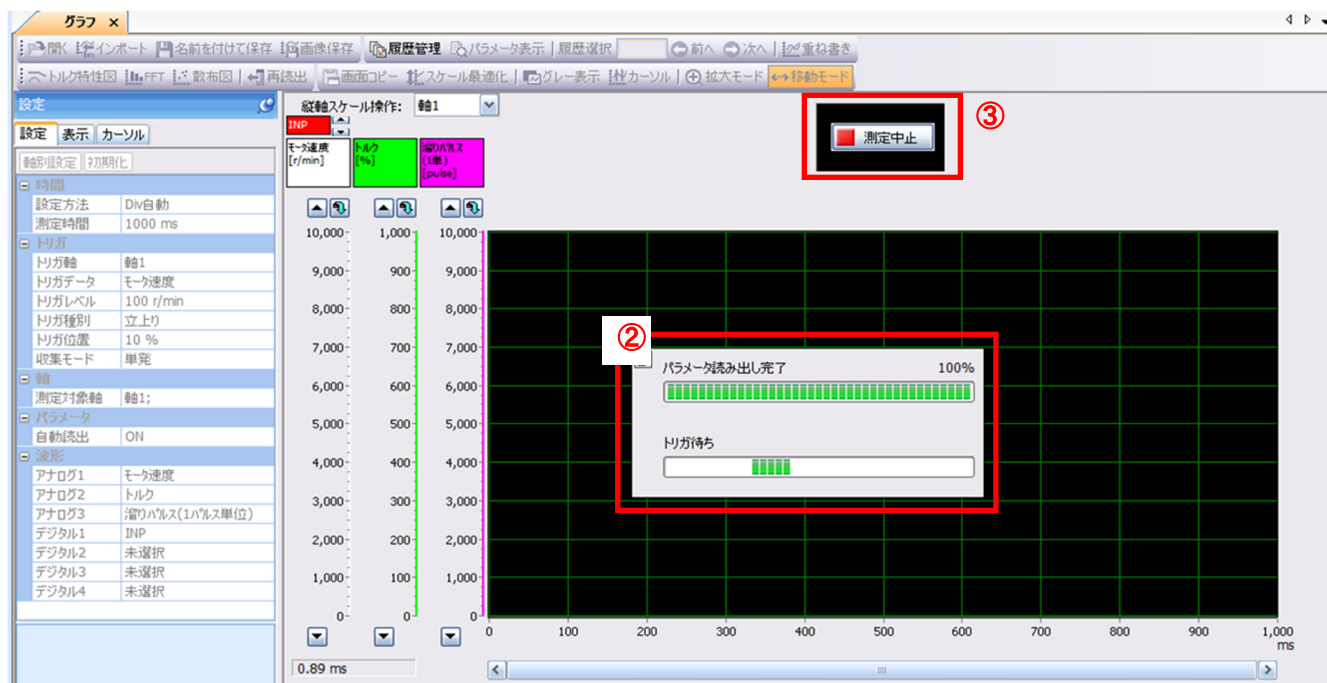 グラフ
開く インポート 名前を付けて保存 画像保存 履歴管理 パラメータ表示 履歴選択 前へ 次へ 重ね書き
トルク特性図 FFT 散布図 再読出 画面コピー スケール最適化 グレー表示 カーソル 拡大モード 移動モード
設定
設定 表示 カーソル
軸別設定 初期化
時間
設定方法 Div自動
測定時間 1000 ms
トリガ
トリガ軸 軸1
トリガデータ モータ速度
トリガレベル 100 r/min
トリガ種別 立上り
トリガ位置 10 %
収集モード 単発
軸
測定対象軸 軸1;
パラメータ
自動読出 ON
波形
アナログ1 モータ速度
アナログ2 トルク
アナログ3 溜りパルス(1パルス単位)
デジタル1 INP
デジタル2 未選択
デジタル3 未選択
デジタル4 未選択
縦軸スケール操作: 軸1
INP
モータ速度 [r/min]
トルク [%]
溜りパルス (1単) [pulse]
測定中止
③
10,000 1,000 10,000
9,000 900 9,000
8,000 800 8,000
7,000 700 7,000
6,000 600 6,000
5,000 500 5,000
4,000 400 4,000
3,000 300 3,000
2,000 200 2,000
1,000 100 1,000
0 0 0
②
パラメータ読み出し完了 100%
トリガ待ち
0 100 200 300 400 500 600 700 800 900 1,000
ms
0.89 ms